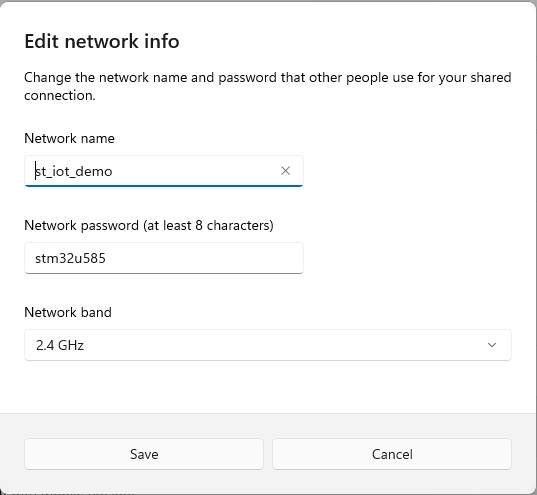 Edit network info
Change the network name and password that other people use for your shared
connection.
Network name
st_iot_demo
Network password (at least 8 characters)
stm32u585
Network band
2.4 GHz
Save
Cancel